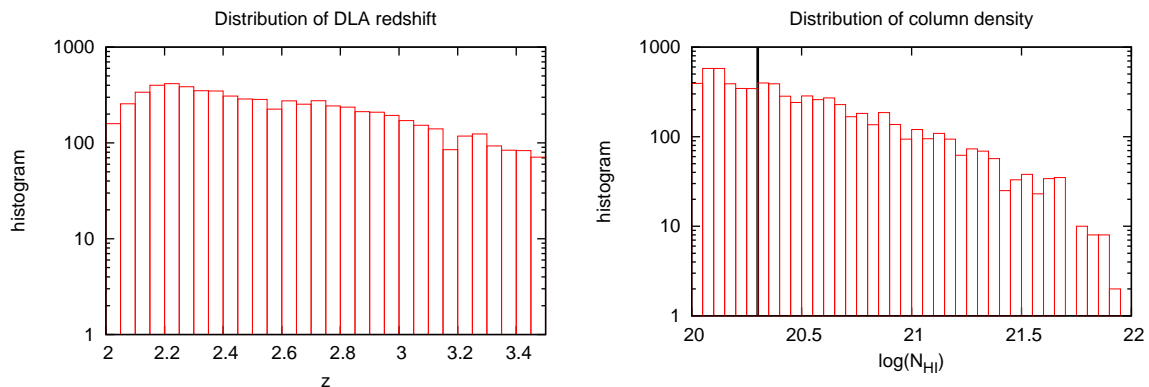 Distribution of DLA redshift
1000
100
10
1
histogram
2 2.2 2.4 2.6 2.8 3 3.2 3.4
z
Distribution of column density
1000
100
10
1
histogram
20 20.5 21 21.5 22
log(N_HI)